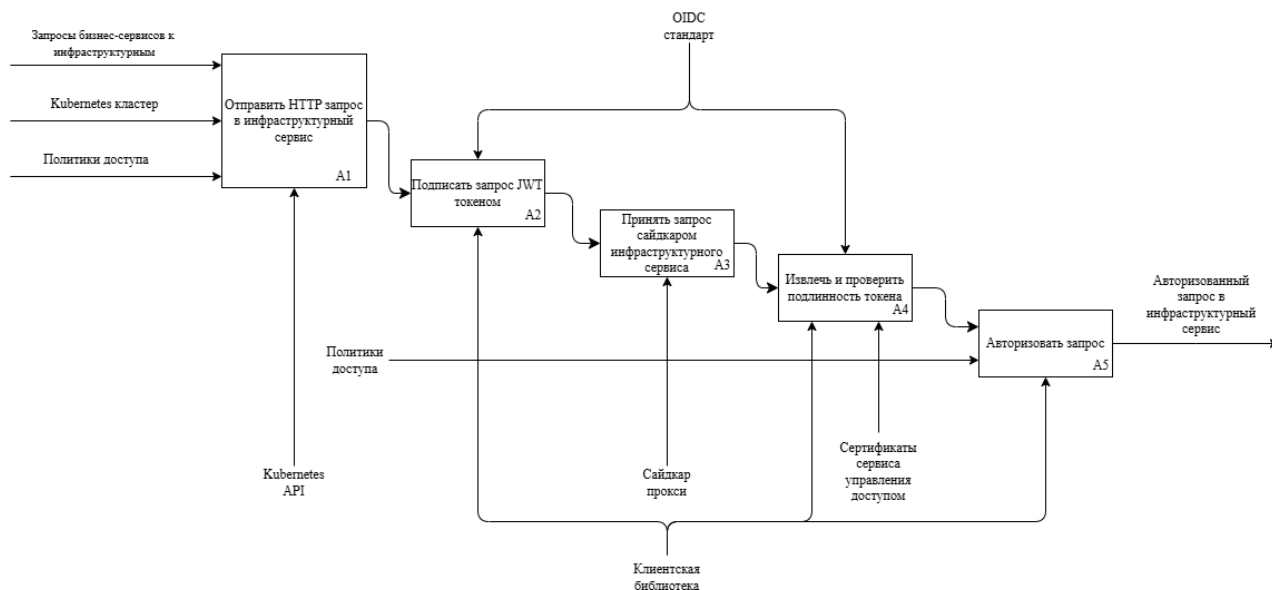 OIDC
стандарт
Запросы бизнес-сервисов к
инфраструктурным
Kubernetes кластер
Политики доступа
Отправить HTTP запрос
в инфраструктурный
сервис
A1
Подписать запрос JWT
токеном
A2
Принять запрос
сайдкаром
инфраструктурного
сервиса
A3
Извлечь и проверить
подлинность токена
A4
Авторизовать запрос
A5
Авторизованный
запрос в
инфраструктурный
сервис
Политики
доступа
Kubernetes
API
Сайдкар
прокси
Сертификаты
сервиса
управления
доступом
Клиентская
библиотека